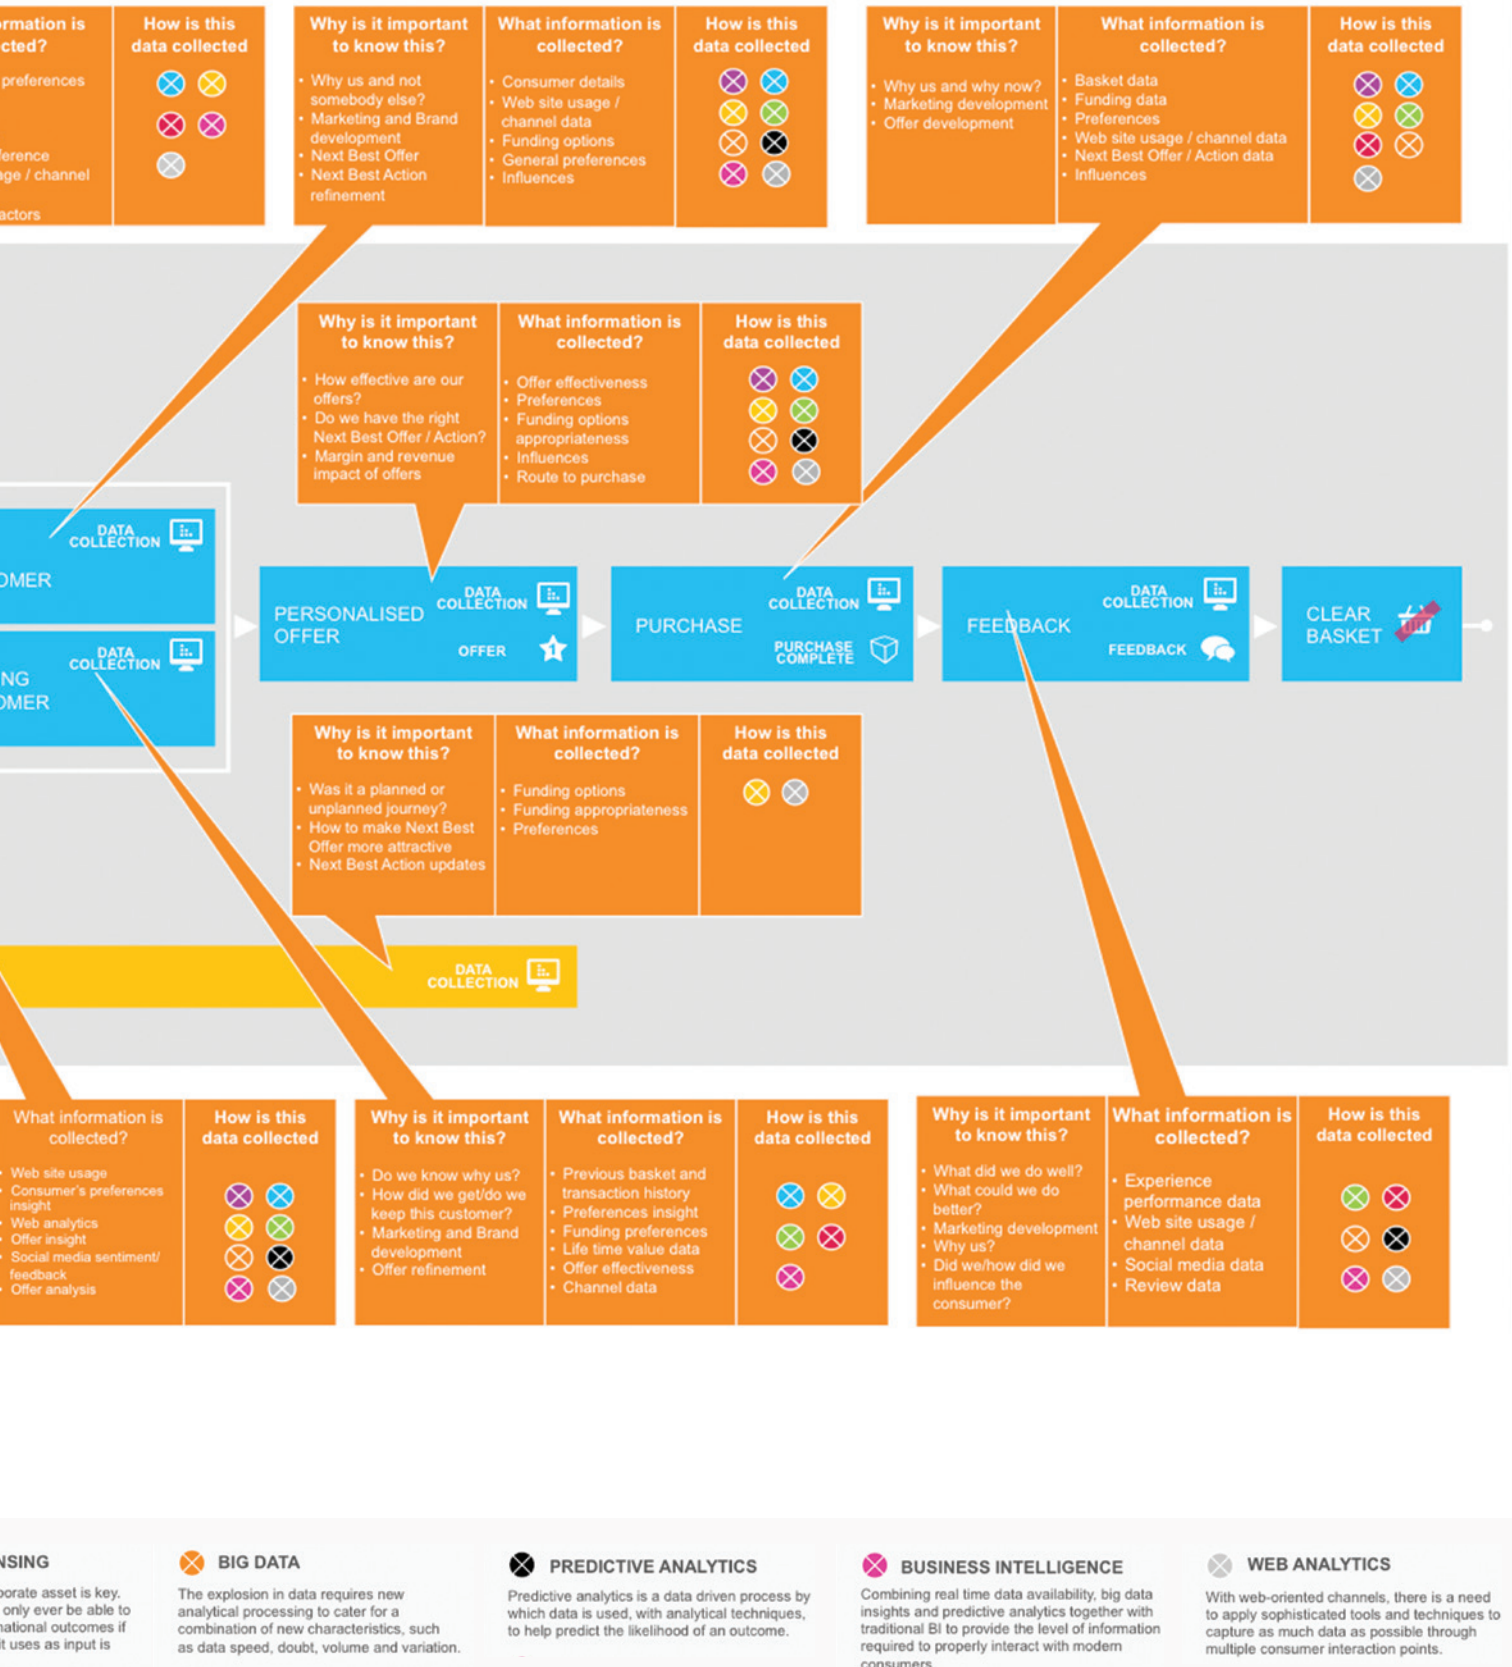 rmation is
cted?
preferences
ference
age / channel
actors
How is this
data collected
Why is it important
to know this?
• Why us and not
somebody else?
• Marketing and Brand
development
• Next Best Offer
• Next Best Action
refinement
What information is
collected?
• Consumer details
• Web site usage /
channel data
• Funding options
• General preferences
• Influences
How is this
data collected
Why is it important
to know this?
• Why us and why now?
• Marketing development
• Offer development
What information is
collected?
• Basket data
• Funding data
• Preferences
• Web site usage / channel data
• Next Best Offer / Action data
• Influences
How is this
data collected
Why is it important
to know this?
• How effective are our
offers?
• Do we have the right
Next Best Offer / Action?
• Margin and revenue
impact of offers
What information is
collected?
• Offer effectiveness
• Preferences
• Funding options
appropriateness
• Influences
• Route to purchase
How is this
data collected
OMER
DATA
COLLECTION
NG
OMER
DATA
COLLECTION
PERSONALISED
OFFER
DATA
COLLECTION
OFFER
1
PURCHASE
DATA
COLLECTION
PURCHASE
COMPLETE
FEEDBACK
DATA
COLLECTION
FEEDBACK
CLEAR
BASKET
Why is it important
to know this?
• Was it a planned or
unplanned journey?
• How to make Next Best
Offer more attractive
• Next Best Action updates
What information is
collected?
• Funding options
• Funding appropriateness
• Preferences
How is this
data collected
DATA
COLLECTION
What information is
collected?
• Web site usage
• Consumer's preferences
insight
• Web analytics
• Offer insight
• Social media sentiment/
feedback
• Offer analysis
How is this
data collected
Why is it important
to know this?
• Do we know why us?
• How did we get/do we
keep this customer?
• Marketing and Brand
development
• Offer refinement
What information is
collected?
• Previous basket and
transaction history
• Preferences insight
• Funding preferences
• Life time value data
• Offer effectiveness
• Channel data
How is this
data collected
Why is it important
to know this?
• What did we do well?
• What could we do
better?
• Marketing development
• Why us?
• Did we/how did we
influence the
consumer?
What information is
collected?
• Experience
performance data
• Web site usage /
channel data
• Social media data
• Review data
How is this
data collected
NSING
porate asset is key.
only ever be able to
national outcomes if
it uses as input is
BIG DATA
The explosion in data requires new
analytical processing to cater for a
combination of new characteristics, such
as data speed, doubt, volume and variation.
PREDICTIVE ANALYTICS
Predictive analytics is a data driven process by
which data is used, with analytical techniques,
to help predict the likelihood of an outcome.
BUSINESS INTELLIGENCE
Combining real time data availability, big data
insights and predictive analytics together with
traditional BI to provide the level of information
required to properly interact with modern
consumers
WEB ANALYTICS
With web-oriented channels, there is a need
to apply sophisticated tools and techniques to
capture as much data as possible through
multiple consumer interaction points.